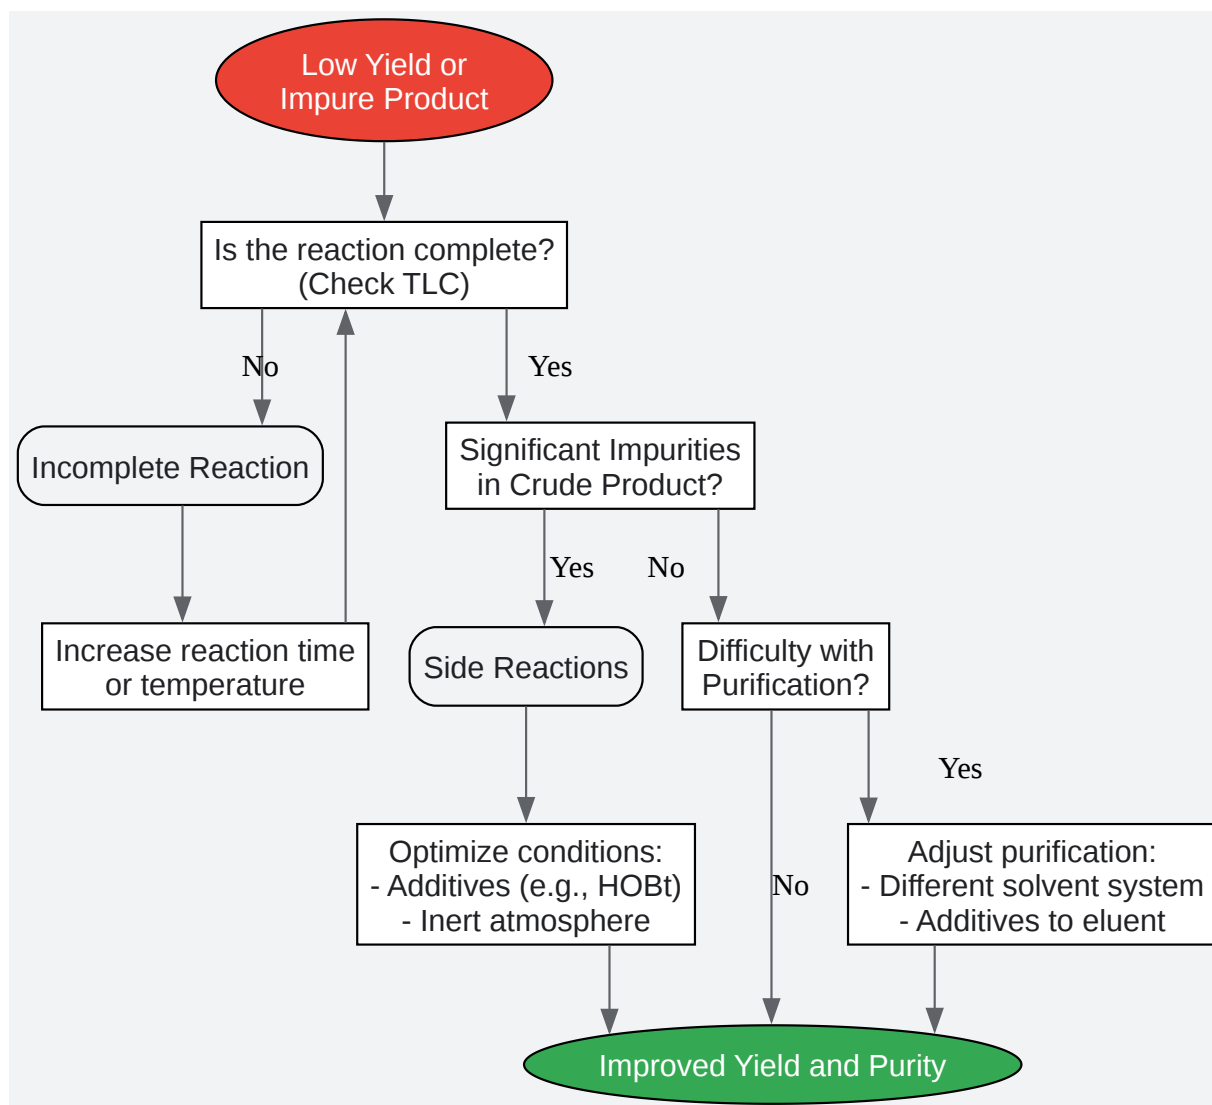 Low Yield or
Impure Product
Is the reaction complete?
(Check TLC)
No
Yes
Incomplete Reaction
Significant Impurities
in Crude Product?
Yes
No
Increase reaction time
or temperature
Side Reactions
Difficulty with
Purification?
Yes
Optimize conditions:
- Additives (e.g., HOBt)
- Inert atmosphere
No
Adjust purification:
- Different solvent system
- Additives to eluent
Improved Yield and Purity